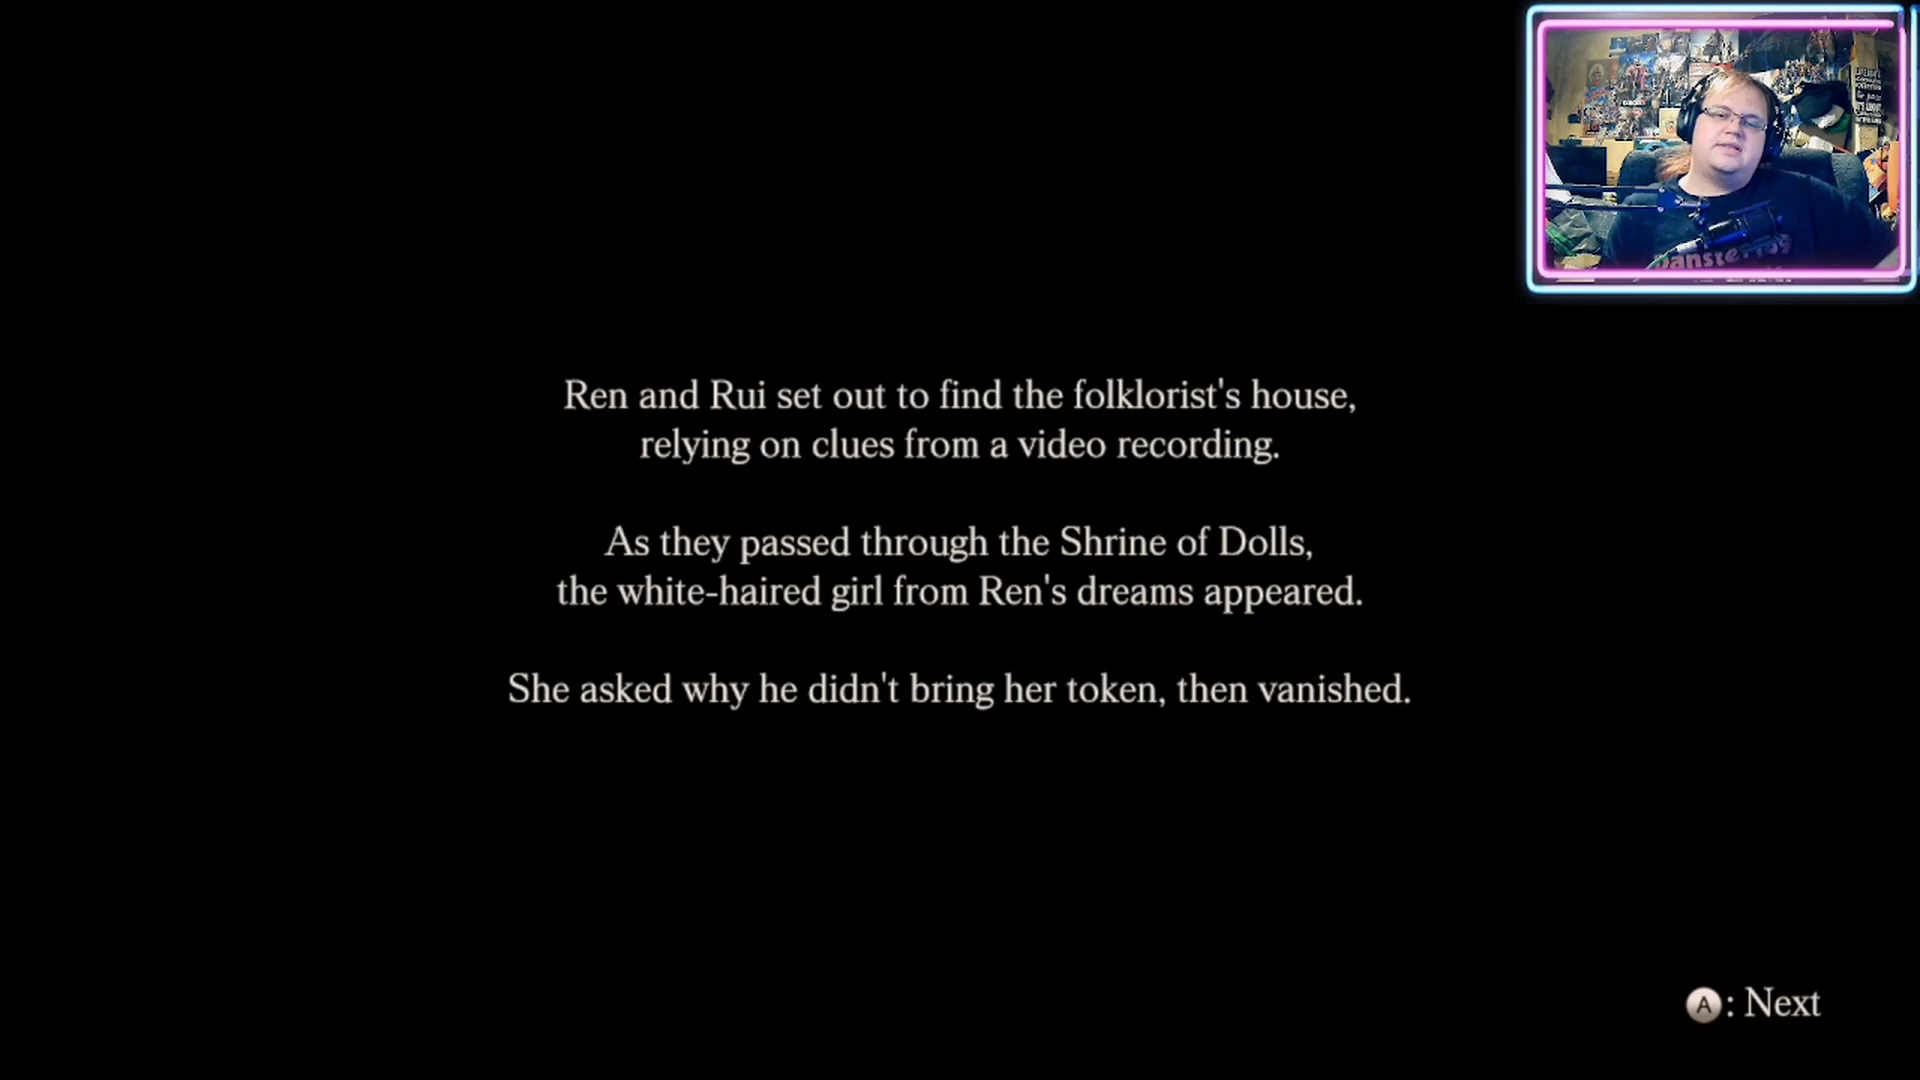 Ren and Rui set out to find the folklorist's house,
relying on clues from a video recording.
As they passed through the Shrine of Dolls,
the white-haired girl from Ren's dreams appeared.
She asked why he didn't bring her token, then vanished.
A : Next